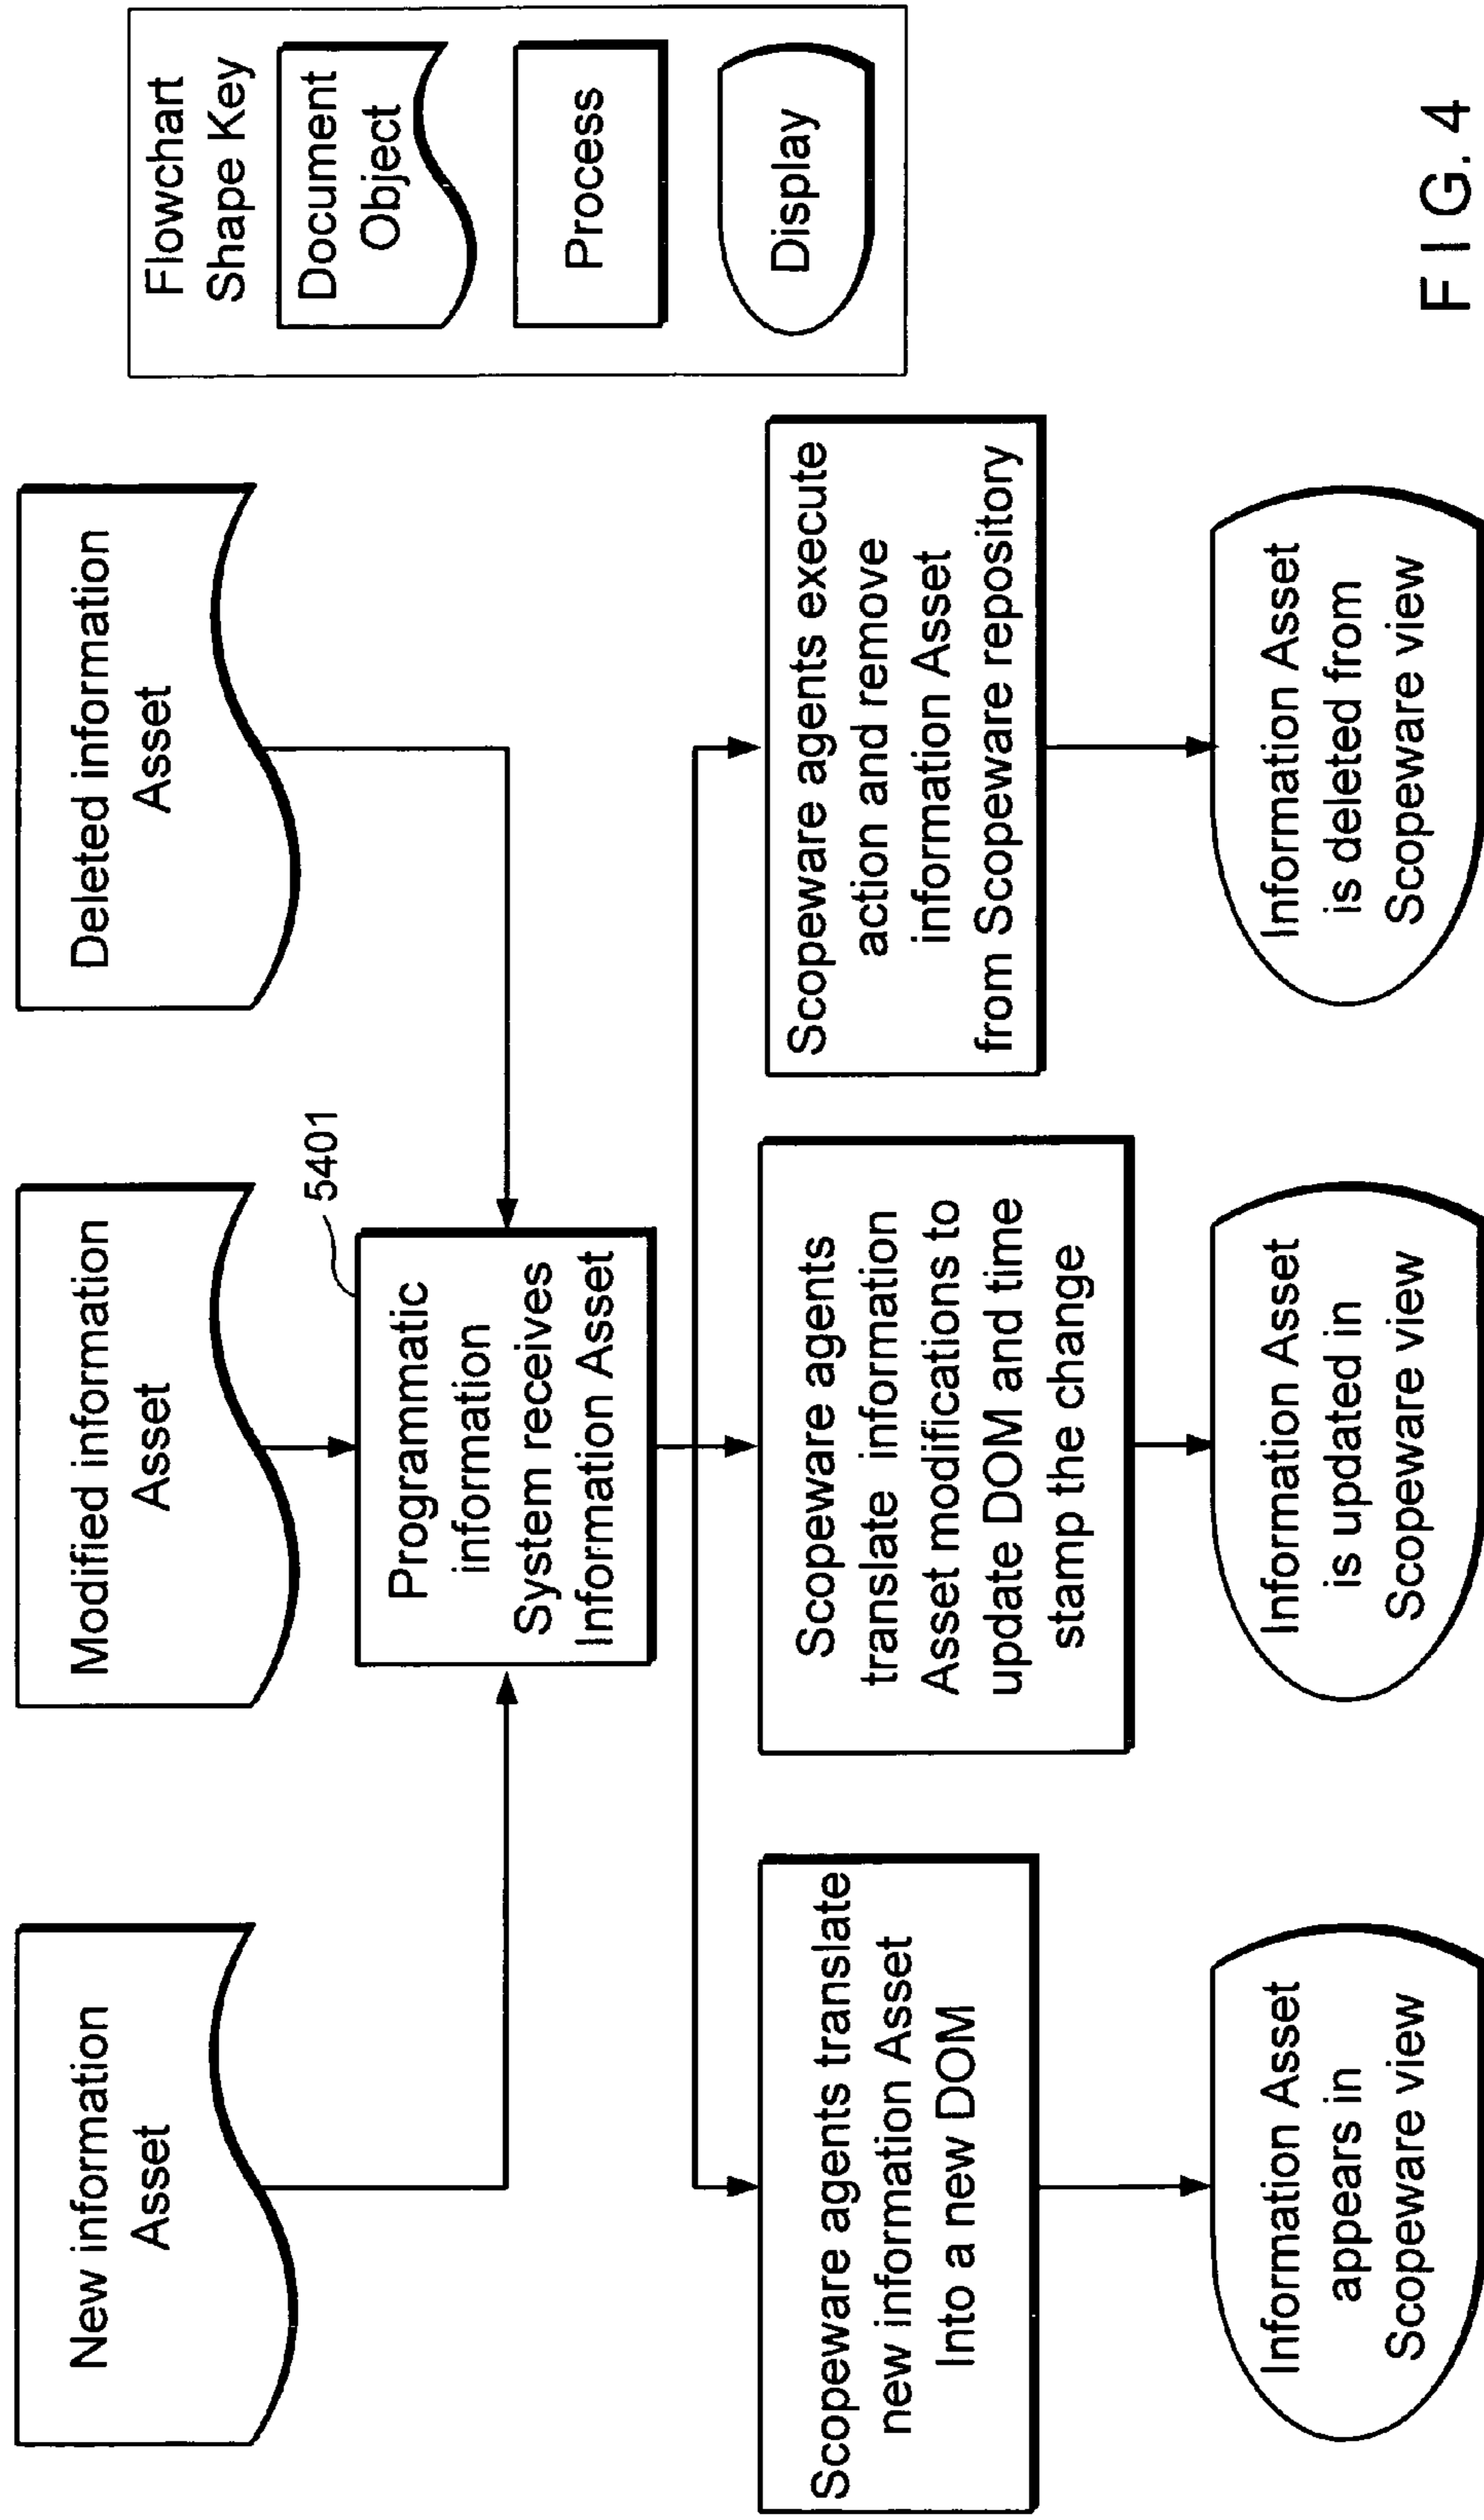 New information
Asset
Modified information
Asset
Deleted information
Asset
Flowchart
Shape Key
Document
Object
Process
Display
5401
Programmatic
information
System receives
Information Asset
Scopeware agents translate
new information Asset
Into a new DOM
Scopeware agents
translate information
Asset modifications to
update DOM and time
stamp the change
Scopeware agents execute
action and remove
information Asset
from Scopeware repository
Information Asset
appears in
Scopeware view
Information Asset
is updated in
Scopeware view
Information Asset
is deleted from
Scopeware view
FIG. 4